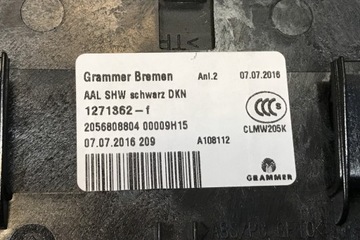 Grammer Bremen Anl.2 07.07.2016
AAL SHW schwarz DKN
1271362-f
2056808804 00009H15 CLMW205K
07.07.2016 209 A108112
GRAMMER